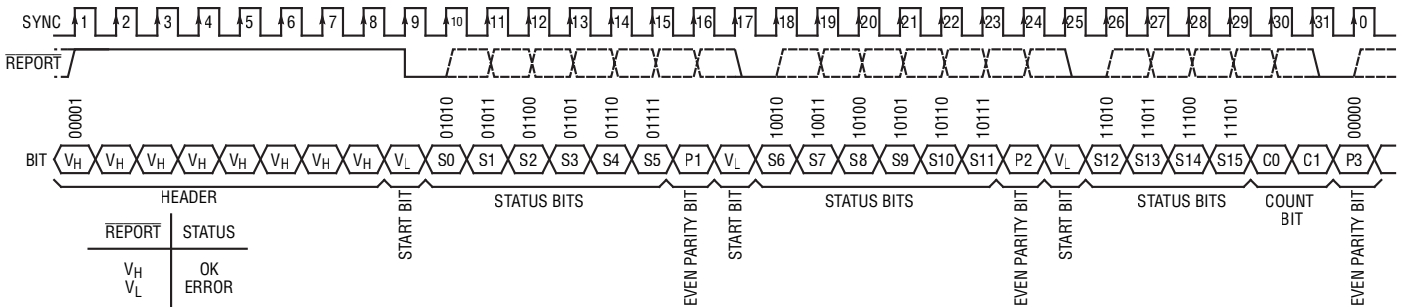 SYNC 1 2 3 4 5 6 7 8 9 10 11 12 13 14 15 16 17 18 19 20 21 22 23 24 25 26 27 28 29 30 31 0
REPORT
00001 01010 01011 01100 01101 01110 01111 10010 10011 10100 10101 10110 10111 11010 11011 11100 11101 00000
BIT VH VH VH VH VH VH VH VH VL S0 S1 S2 S3 S4 S5 P1 VL S6 S7 S8 S9 S10 S11 P2 VL S12 S13 S14 S15 C0 C1 P3
HEADER START BIT STATUS BITS EVEN PARITY BIT START BIT STATUS BITS EVEN PARITY BIT START BIT STATUS BITS COUNT BIT EVEN PARITY BIT
REPORT STATUS
VH OK
VL ERROR